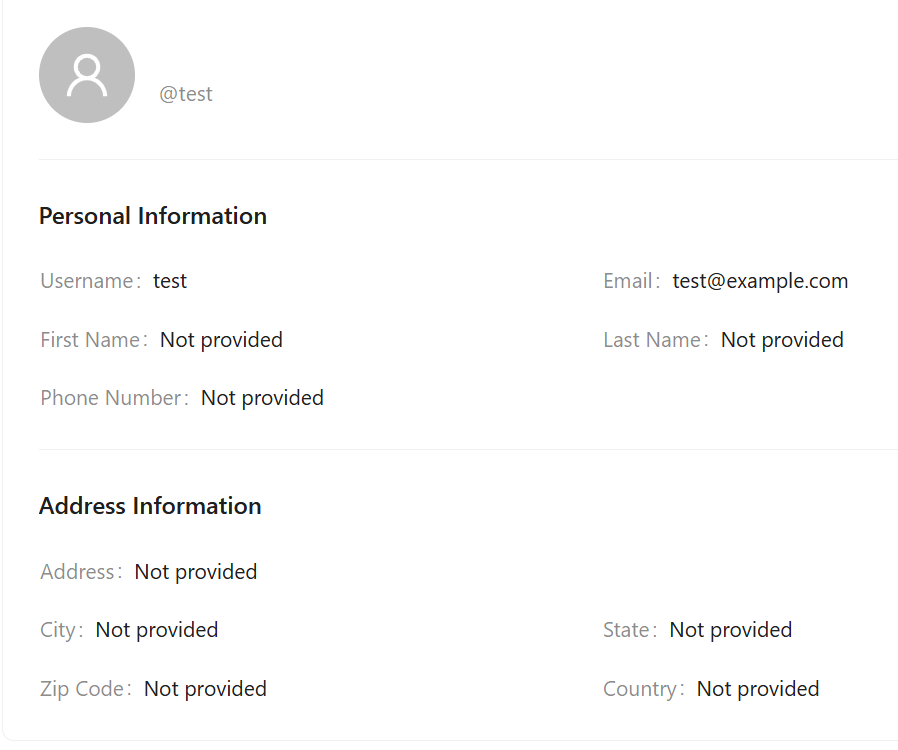 @test
Personal Information
Username: test Email: test@example.com
First Name: Not provided Last Name: Not provided
Phone Number: Not provided
Address Information
Address: Not provided
City: Not provided State: Not provided
Zip Code: Not provided Country: Not provided